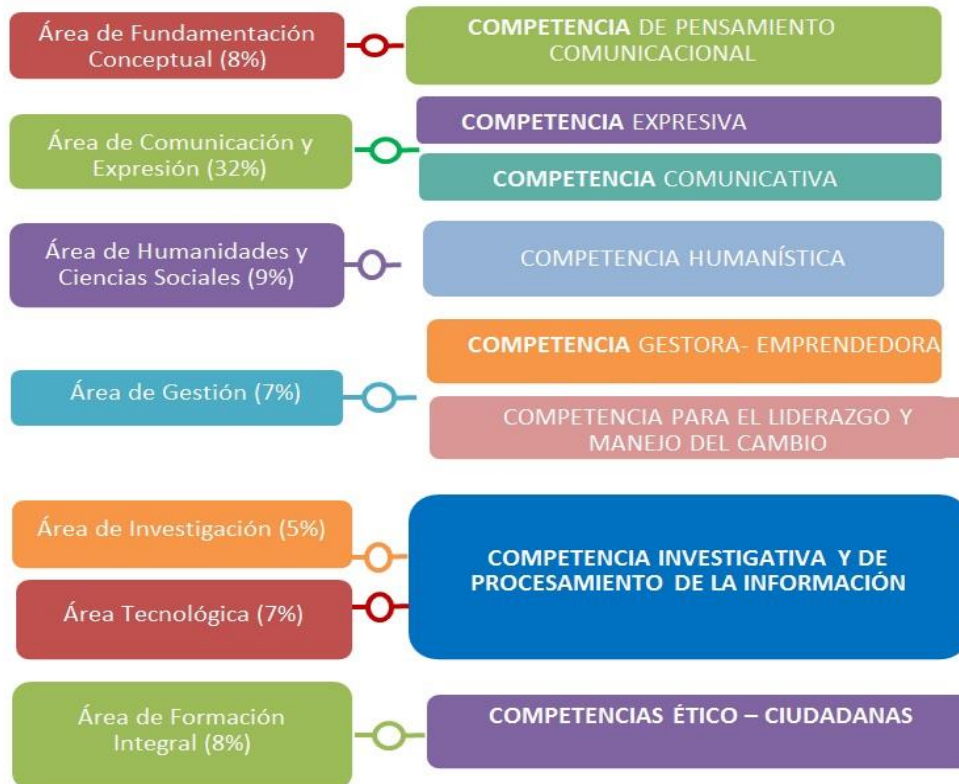 Área de Fundamentación
Conceptual (8%)
COMPETENCIA DE PENSAMIENTO
COMUNICACIONAL
Área de Comunicación y
Expresión (32%)
COMPETENCIA EXPRESIVA
COMPETENCIA COMUNICATIVA
Área de Humanidades y
Ciencias Sociales (9%)
COMPETENCIA HUMANÍSTICA
Área de Gestión (7%)
COMPETENCIA GESTORA- EMPRENDEDORA
COMPETENCIA PARA EL LIDERAZGO Y
MANEJO DEL CAMBIO
Área de Investigación (5%)
Área Tecnológica (7%)
COMPETENCIA INVESTIGATIVA Y DE
PROCESAMIENTO DE LA INFORMACIÓN
Área de Formación
Integral (8%)
COMPETENCIAS ÉTICO – CIUDADANAS